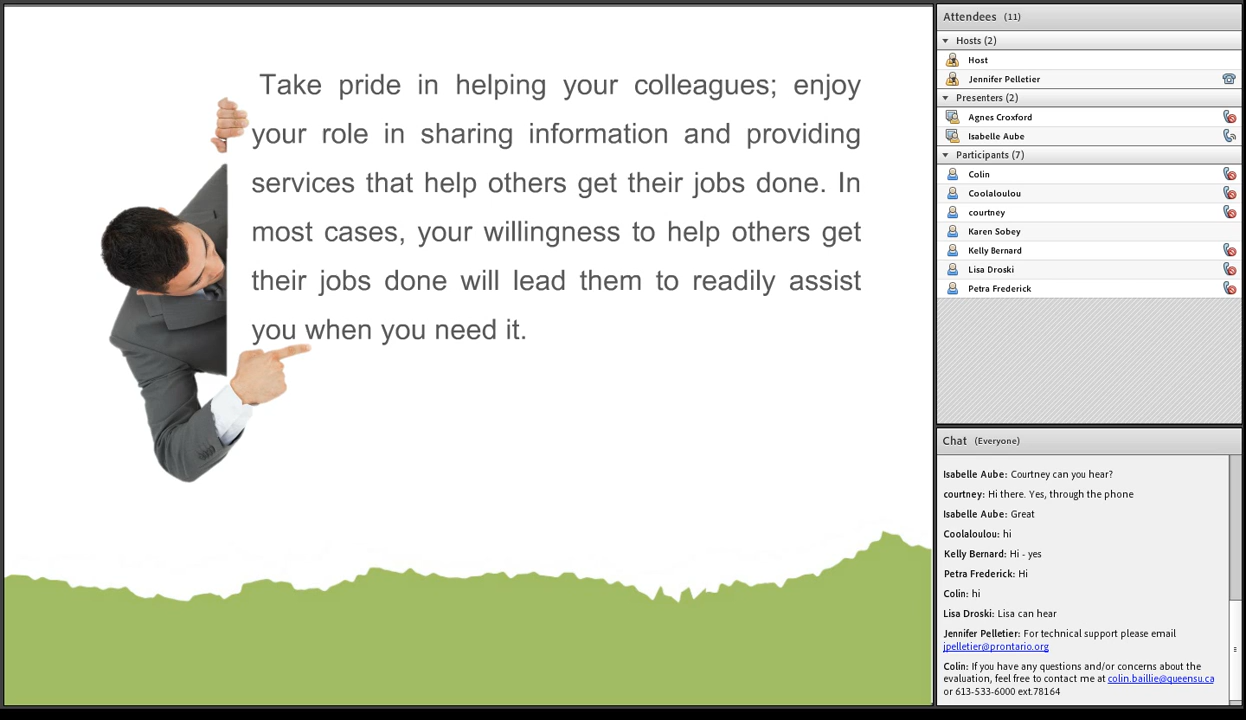 Take pride in helping your colleagues; enjoy
your role in sharing information and providing
services that help others get their jobs done. In
most cases, your willingness to help others get
their jobs done will lead them to readily assist
you when you need it.
Attendees (11)
Hosts (2)
Host
Jennifer Pelletier
Presenters (2)
Agnes Croxford
Isabelle Aube
Participants (7)
Colin
Coolaloulou
courtney
Karen Sobey
Kelly Bernard
Lisa Droski
Petra Frederick
Chat (Everyone)
Isabelle Aube: Courtney can you hear?
courtney: Hi there. Yes, through the phone
Isabelle Aube: Great
Coolaloulou: hi
Kelly Bernard: Hi - yes
Petra Frederick: Hi
Colin: hi
Lisa Droski: Lisa can hear
Jennifer Pelletier: For technical support please email
jpelletier@prontario.org
Colin: If you have any questions and/or concerns about the
evaluation, feel free to contact me at colin.baillie@queensu.ca
or 613-533-6000 ext.78164